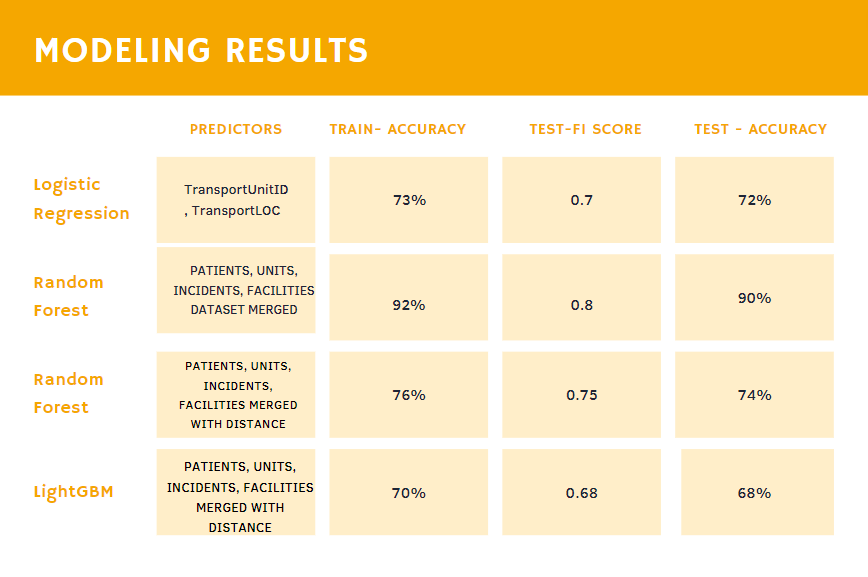 MODELING RESULTS
PREDICTORS TRAIN- ACCURACY TEST-F1 SCORE TEST - ACCURACY
Logistic
Regression
TransportUnitID
, TransportLOC
73% 0.7 72%
Random
Forest
PATIENTS, UNITS,
INCIDENTS, FACILITIES
DATASET MERGED
92% 0.8 90%
Random
Forest
PATIENTS, UNITS,
INCIDENTS,
FACILITIES MERGED
WITH DISTANCE
76% 0.75 74%
LightGBM
PATIENTS, UNITS,
INCIDENTS, FACILITIES
MERGED WITH
DISTANCE
70% 0.68 68%